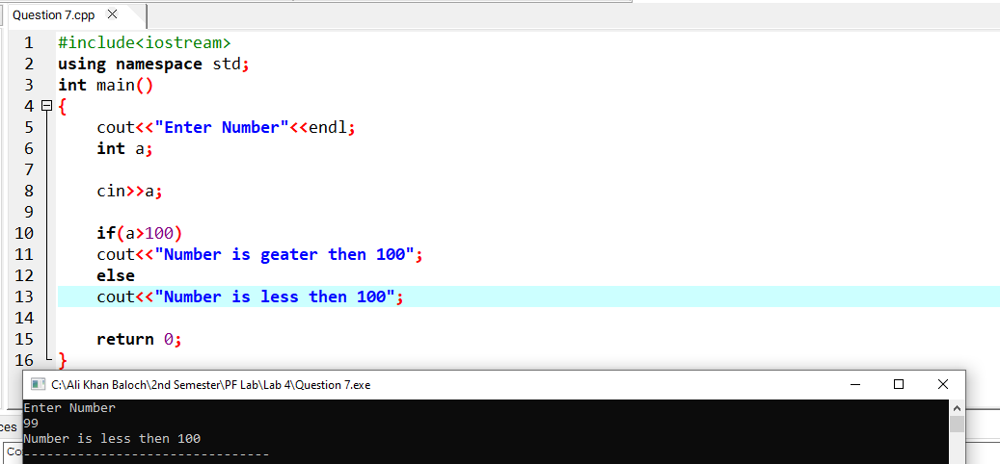 Question 7.cpp
1 #include<iostream>
2 using namespace std;
3 int main()
4 {
5 cout<<"Enter Number"<<endl;
6 int a;
7
8 cin>>a;
9
10 if(a>100)
11 cout<<"Number is geater then 100";
12 else
13 cout<<"Number is less then 100";
14
15 return 0;
16 }
C:\Ali Khan Baloch\2nd Semester\PF Lab\Lab 4\Question 7.exe
Enter Number
ces
99
Number is less then 100
Co
--------------------------------